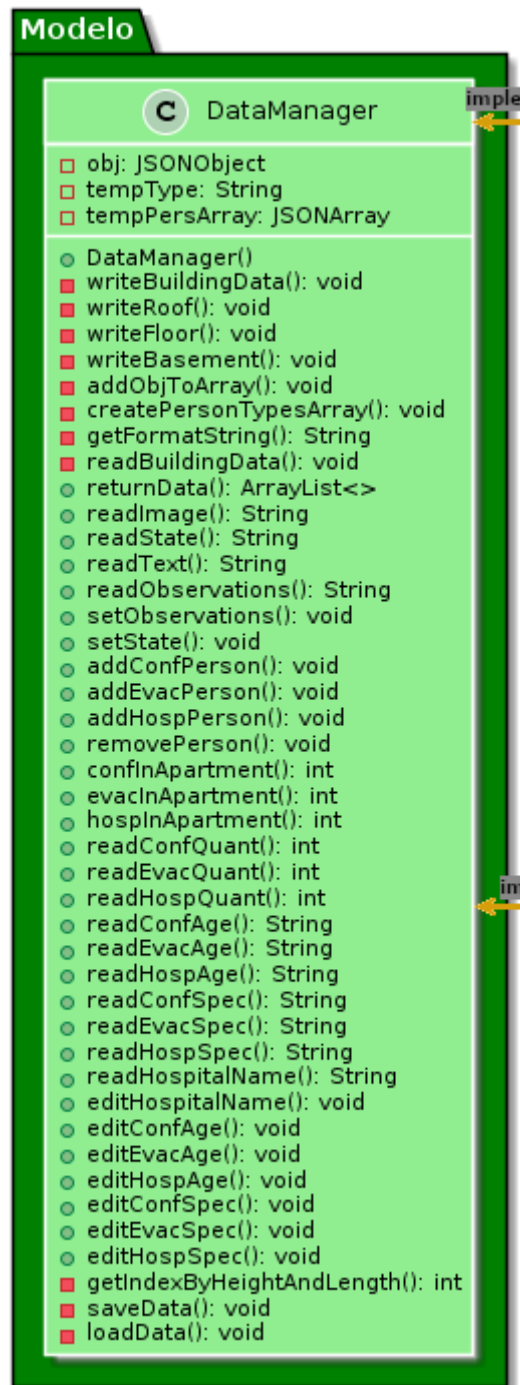 Modelo
C DataManager
imple
obj: JSONObject
tempType: String
tempPersArray: JSONArray
DataManager()
writeBuildingData(): void
writeRoof(): void
writeFloor(): void
writeBasement(): void
addObjToArray(): void
createPersonTypesArray(): void
getFormatString(): String
readBuildingData(): void
returnData(): ArrayList<>
readImage(): String
readState(): String
readText(): String
readObservations(): String
setObservations(): void
setState(): void
addConfPerson(): void
addEvacPerson(): void
addHospPerson(): void
removePerson(): void
confInApartment(): int
evacInApartment(): int
hospInApartment(): int
readConfQuant(): int
readEvacQuant(): int
readHospQuant(): int
im
readConfAge(): String
readEvacAge(): String
readHospAge(): String
readConfSpec(): String
readEvacSpec(): String
readHospSpec(): String
readHospitalName(): String
editHospitalName(): void
editConfAge(): void
editEvacAge(): void
editHospAge(): void
editConfSpec(): void
editEvacSpec(): void
editHospSpec(): void
getIndexByHeightAndLength(): int
saveData(): void
loadData(): void